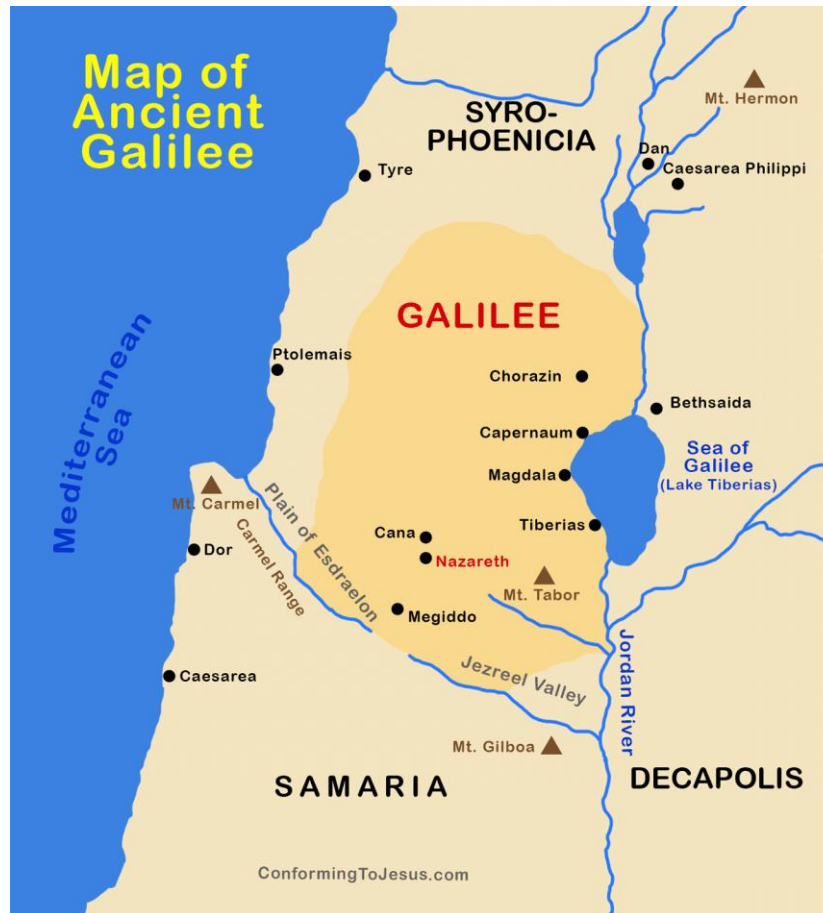 Map of
Ancient
Galilee
Mt. Hermon
SYRO-
PHOENICIA
Dan
Caesarea Philippi
Tyre
GALILEE
Ptolemais
Chorazin
Bethsaida
Capernaum
Mediterranean
Sea
Sea of
Galilee
(Lake Tiberias)
Magdala
Mt. Carmel
Plain of Esdraelon
Tiberias
Cana
Dor
Carmel Range
Nazareth
Mt. Tabor
Megiddo
Jordan River
Jezreel Valley
Caesarea
Mt. Gilboa
SAMARIA
DECAPOLIS
ConformingToJesus.com